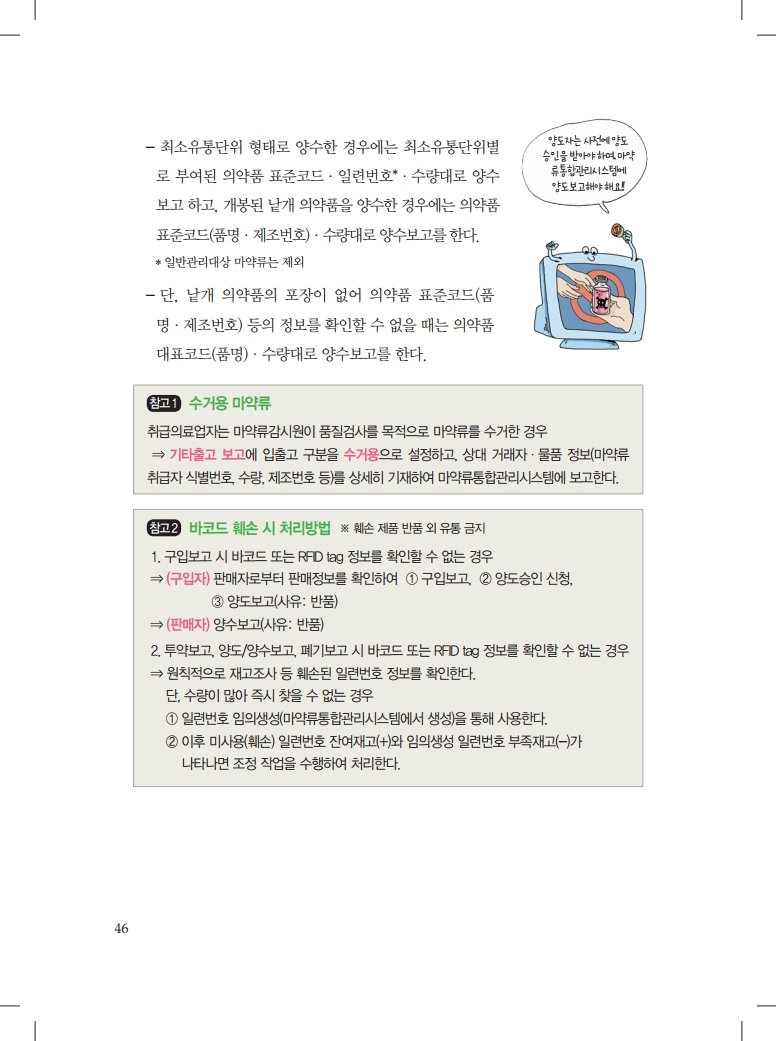 – 최소유통단위 형태로 양수한 경우에는 최소유통단위별
로 부여된 의약품 표준코드 · 일련번호* · 수량대로 양수
보고 하고, 개봉된 낱개 의약품을 양수한 경우에는 의약품
표준코드(품명 · 제조번호) · 수량대로 양수보고를 한다.
* 일반관리대상 마약류는 제외
– 단, 낱개 의약품의 포장이 없어 의약품 표준코드(품
명 · 제조번호) 등의 정보를 확인할 수 없을 때는 의약품
대표코드(품명) · 수량대로 양수보고를 한다.
양도자는 사전에 양도
승인을 받아야 하며, 마약
류통합관리시스템에
양도보고해야 해요!
참고 1 수거용 마약류
취급의료업자는 마약류감시원이 품질검사를 목적으로 마약류를 수거한 경우
⇒ 기타출고 보고에 입출고 구분을 수거용으로 설정하고, 상대 거래자 · 물품 정보(마약류
취급자 식별번호, 수량, 제조번호 등)를 상세히 기재하여 마약류통합관리시스템에 보고한다.
참고 2 바코드 훼손 시 처리방법 ※ 훼손 제품 반품 외 유통 금지
1. 구입보고 시 바코드 또는 RFID tag 정보를 확인할 수 없는 경우
⇒ (구입자) 판매자로부터 판매정보를 확인하여 ① 구입보고, ② 양도승인 신청,
③ 양도보고(사유: 반품)
⇒ (판매자) 양수보고(사유: 반품)
2. 투약보고, 양도/양수보고, 폐기보고 시 바코드 또는 RFID tag 정보를 확인할 수 없는 경우
⇒ 원칙적으로 재고조사 등 훼손된 일련번호 정보를 확인한다.
단, 수량이 많아 즉시 찾을 수 없는 경우
① 일련번호 임의생성(마약류통합관리시스템에서 생성)을 통해 사용한다.
② 이후 미사용(훼손) 일련번호 잔여재고(+)와 임의생성 일련번호 부족재고(–)가
나타나면 조정 작업을 수행하여 처리한다.
46